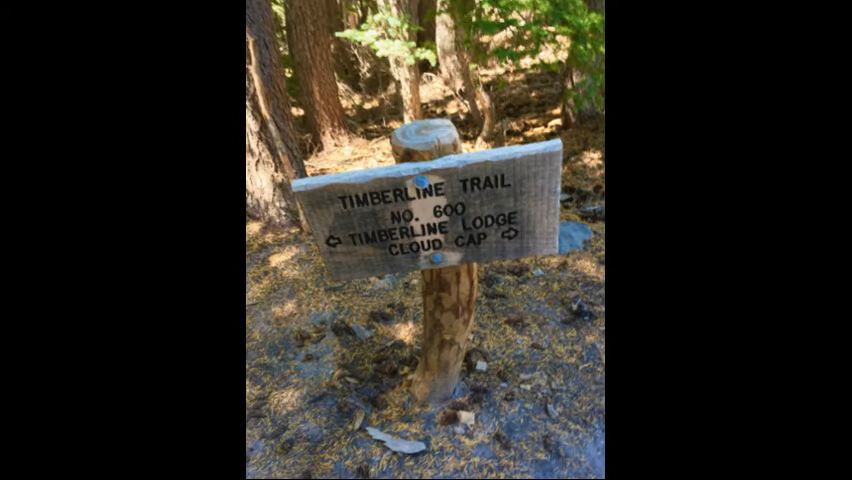 TIMBERLINE TRAIL
NO. 600
⇦ TIMBERLINE LODGE
CLOUD CAP ⇨